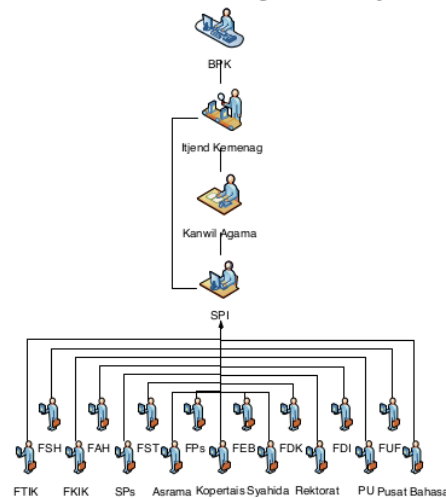 BPK
Itjend Kemenag
Kanwil Agama
SPI
FSH FAH FST FPs FEB FDK FDI FUF
FTIK FKIK SPs Asrama Kopertais Syahida Rektorat PU Pusat Bahasa